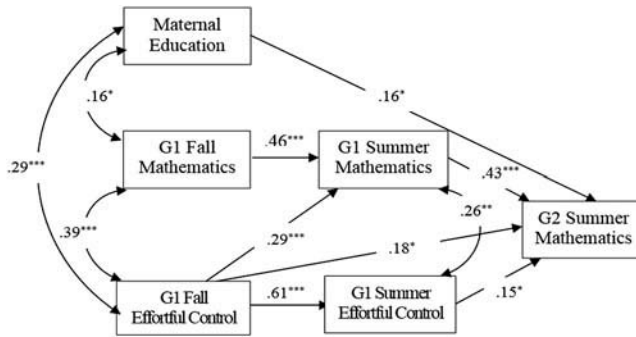 Maternal
Education
.16*
.16*
.29***
G1 Fall
Mathematics
.46***
G1 Summer
Mathematics
.43***
G2 Summer
Mathematics
.39***
.29***
.26**
.18*
G1 Fall
Effortful Control
.61***
G1 Summer
Effortful Control
.15*